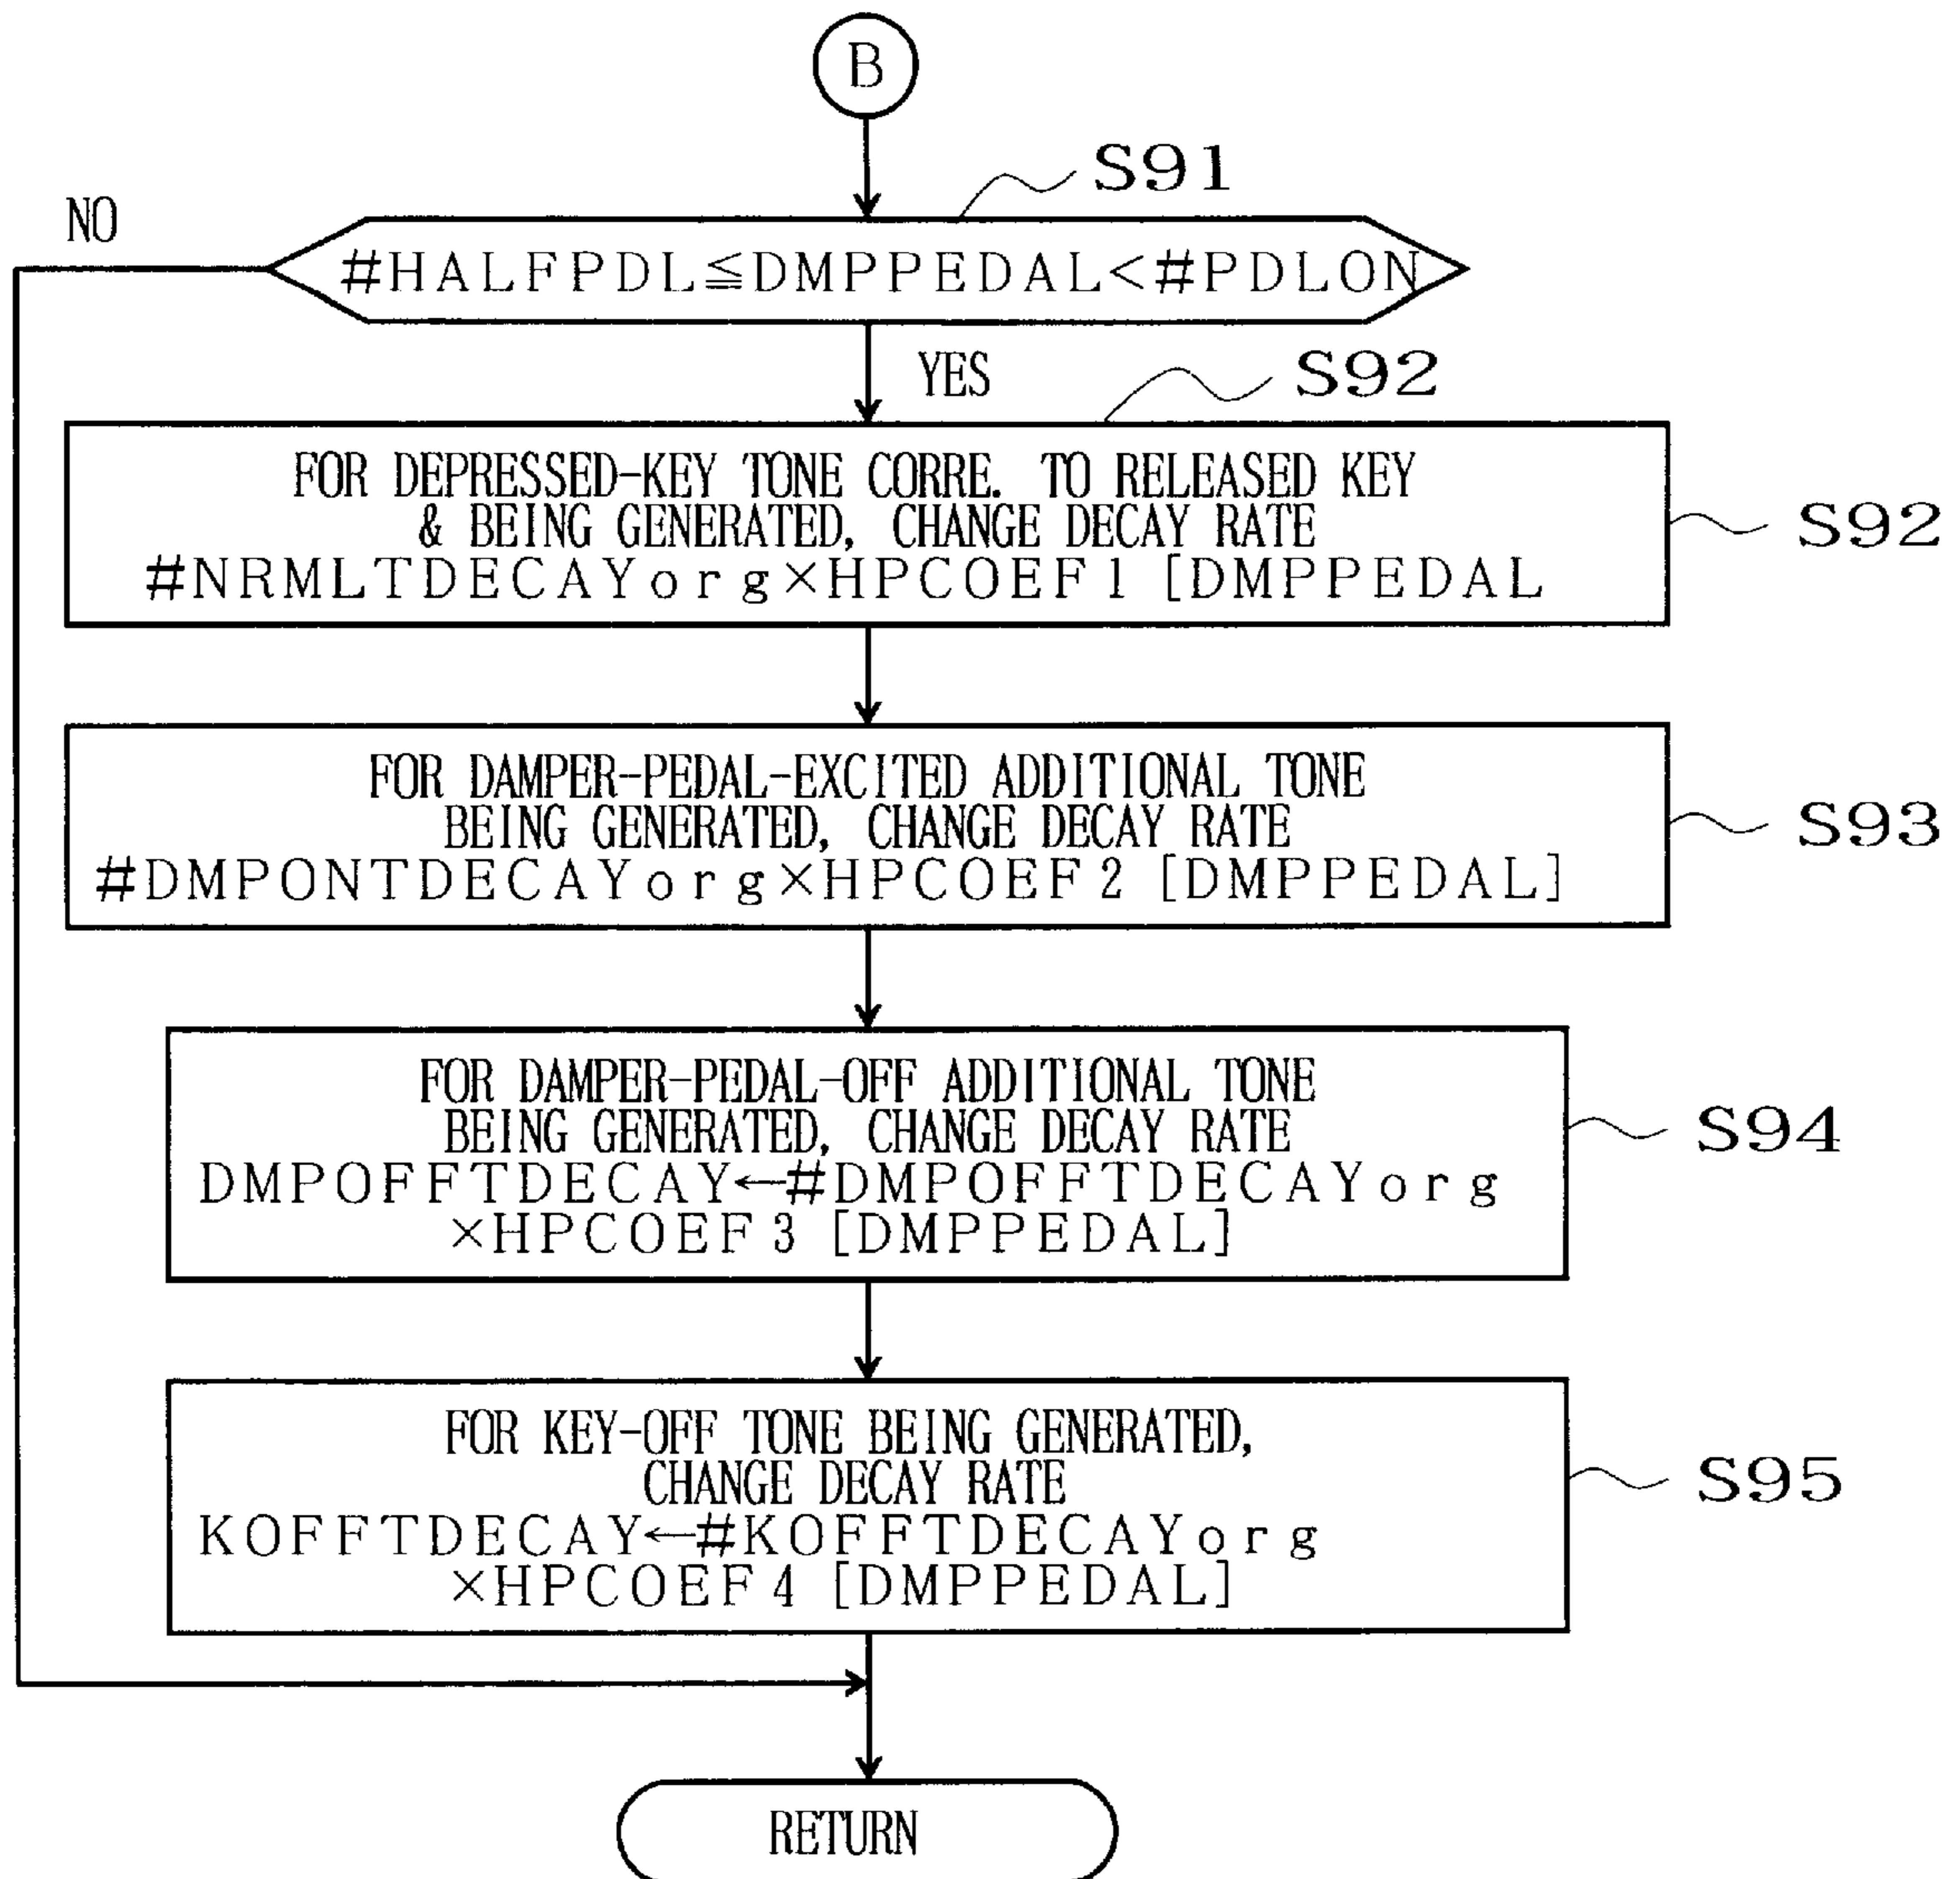 B
S91
NO
#HALFPDL≦DMPPEDAL<#PDLON
YES
S92
FOR DEPRESSED-KEY TONE CORRE. TO RELEASED KEY
& BEING GENERATED, CHANGE DECAY RATE
#NRMLTDECAYorg×HPCOEF1 [DMPPEDAL
S92
FOR DAMPER-PEDAL-EXCITED ADDITIONAL TONE
BEING GENERATED, CHANGE DECAY RATE
#DMPONTDECAYorg×HPCOEF2 [DMPPEDAL]
S93
FOR DAMPER-PEDAL-OFF ADDITIONAL TONE
BEING GENERATED, CHANGE DECAY RATE
DMPOFFTDECAY←#DMPOFFTDECAYorg
×HPCOEF3 [DMPPEDAL]
S94
FOR KEY-OFF TONE BEING GENERATED,
CHANGE DECAY RATE
KOFFTDECAY←#KOFFTDECAYorg
×HPCOEF4 [DMPPEDAL]
S95
RETURN